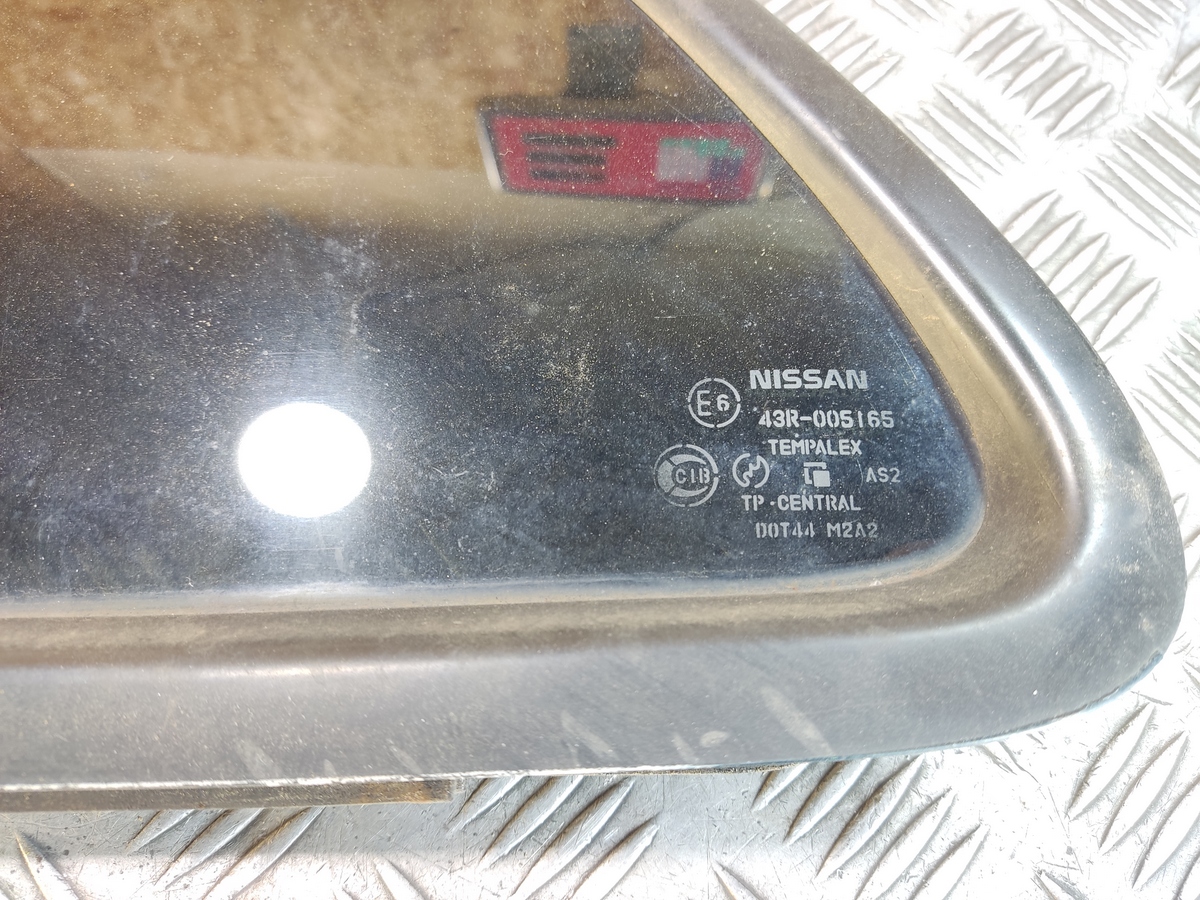 NISSAN
E6 43R-005165
TEMPALEX
CIB AS2
TP-CENTRAL
DOT44 M2A2